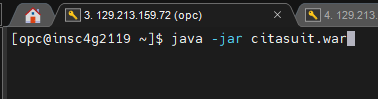 3. 129.213.159.72 (opc)
4. 129.213.
[opc@insc4g2119 ~]$ java -jar citasuit.war